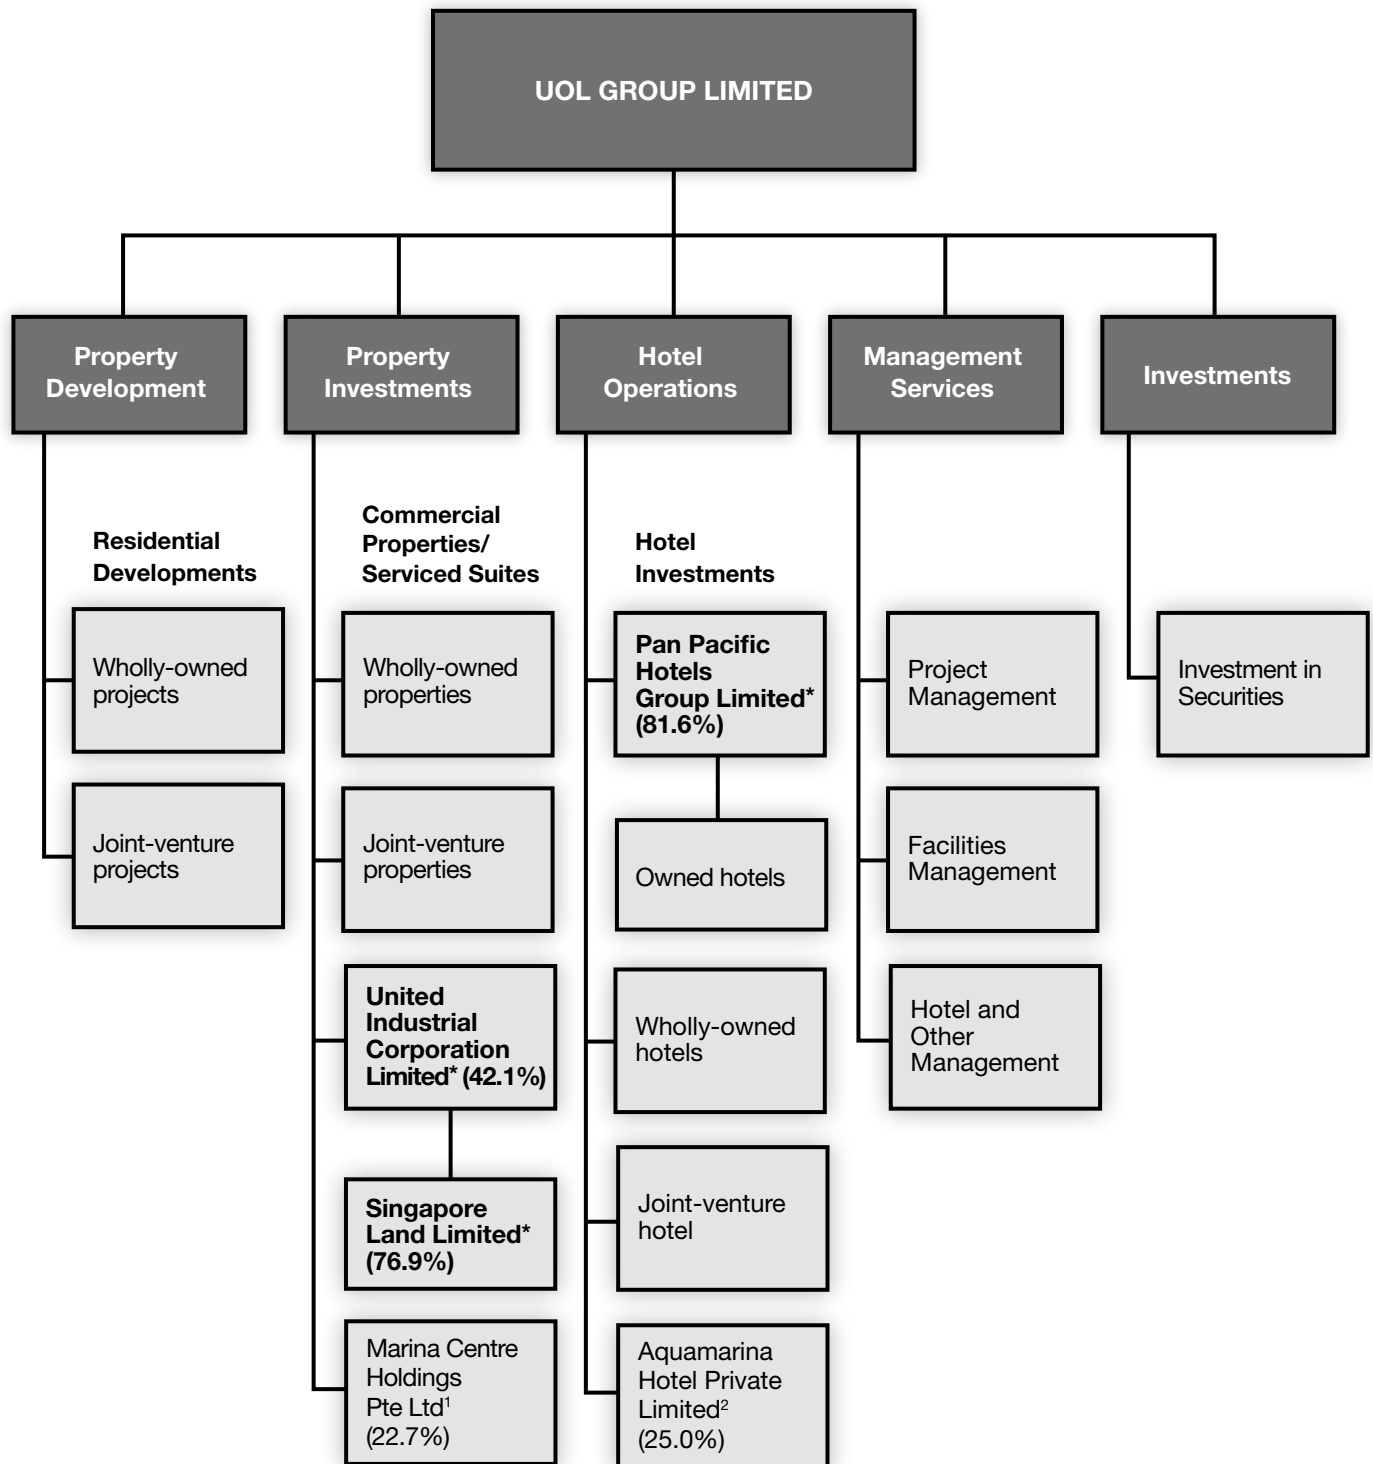 UOL GROUP LIMITED
Property
Development
Property
Investments
Hotel
Operations
Management
Services
Investments
Residential
Developments
Wholly-owned
projects
Joint-venture
projects
Commercial
Properties/
Serviced Suites
Wholly-owned
properties
Joint-venture
properties
United
Industrial
Corporation
Limited* (42.1%)
Singapore
Land Limited*
(76.9%)
Marina Centre
Holdings
Pte Ltd¹
(22.7%)
Hotel
Investments
Pan Pacific
Hotels
Group Limited*
(81.6%)
Owned hotels
Wholly-owned
hotels
Joint-venture
hotel
Aquamarina
Hotel Private
Limited²
(25.0%)
Project
Management
Facilities
Management
Hotel and
Other
Management
Investment in
Securities